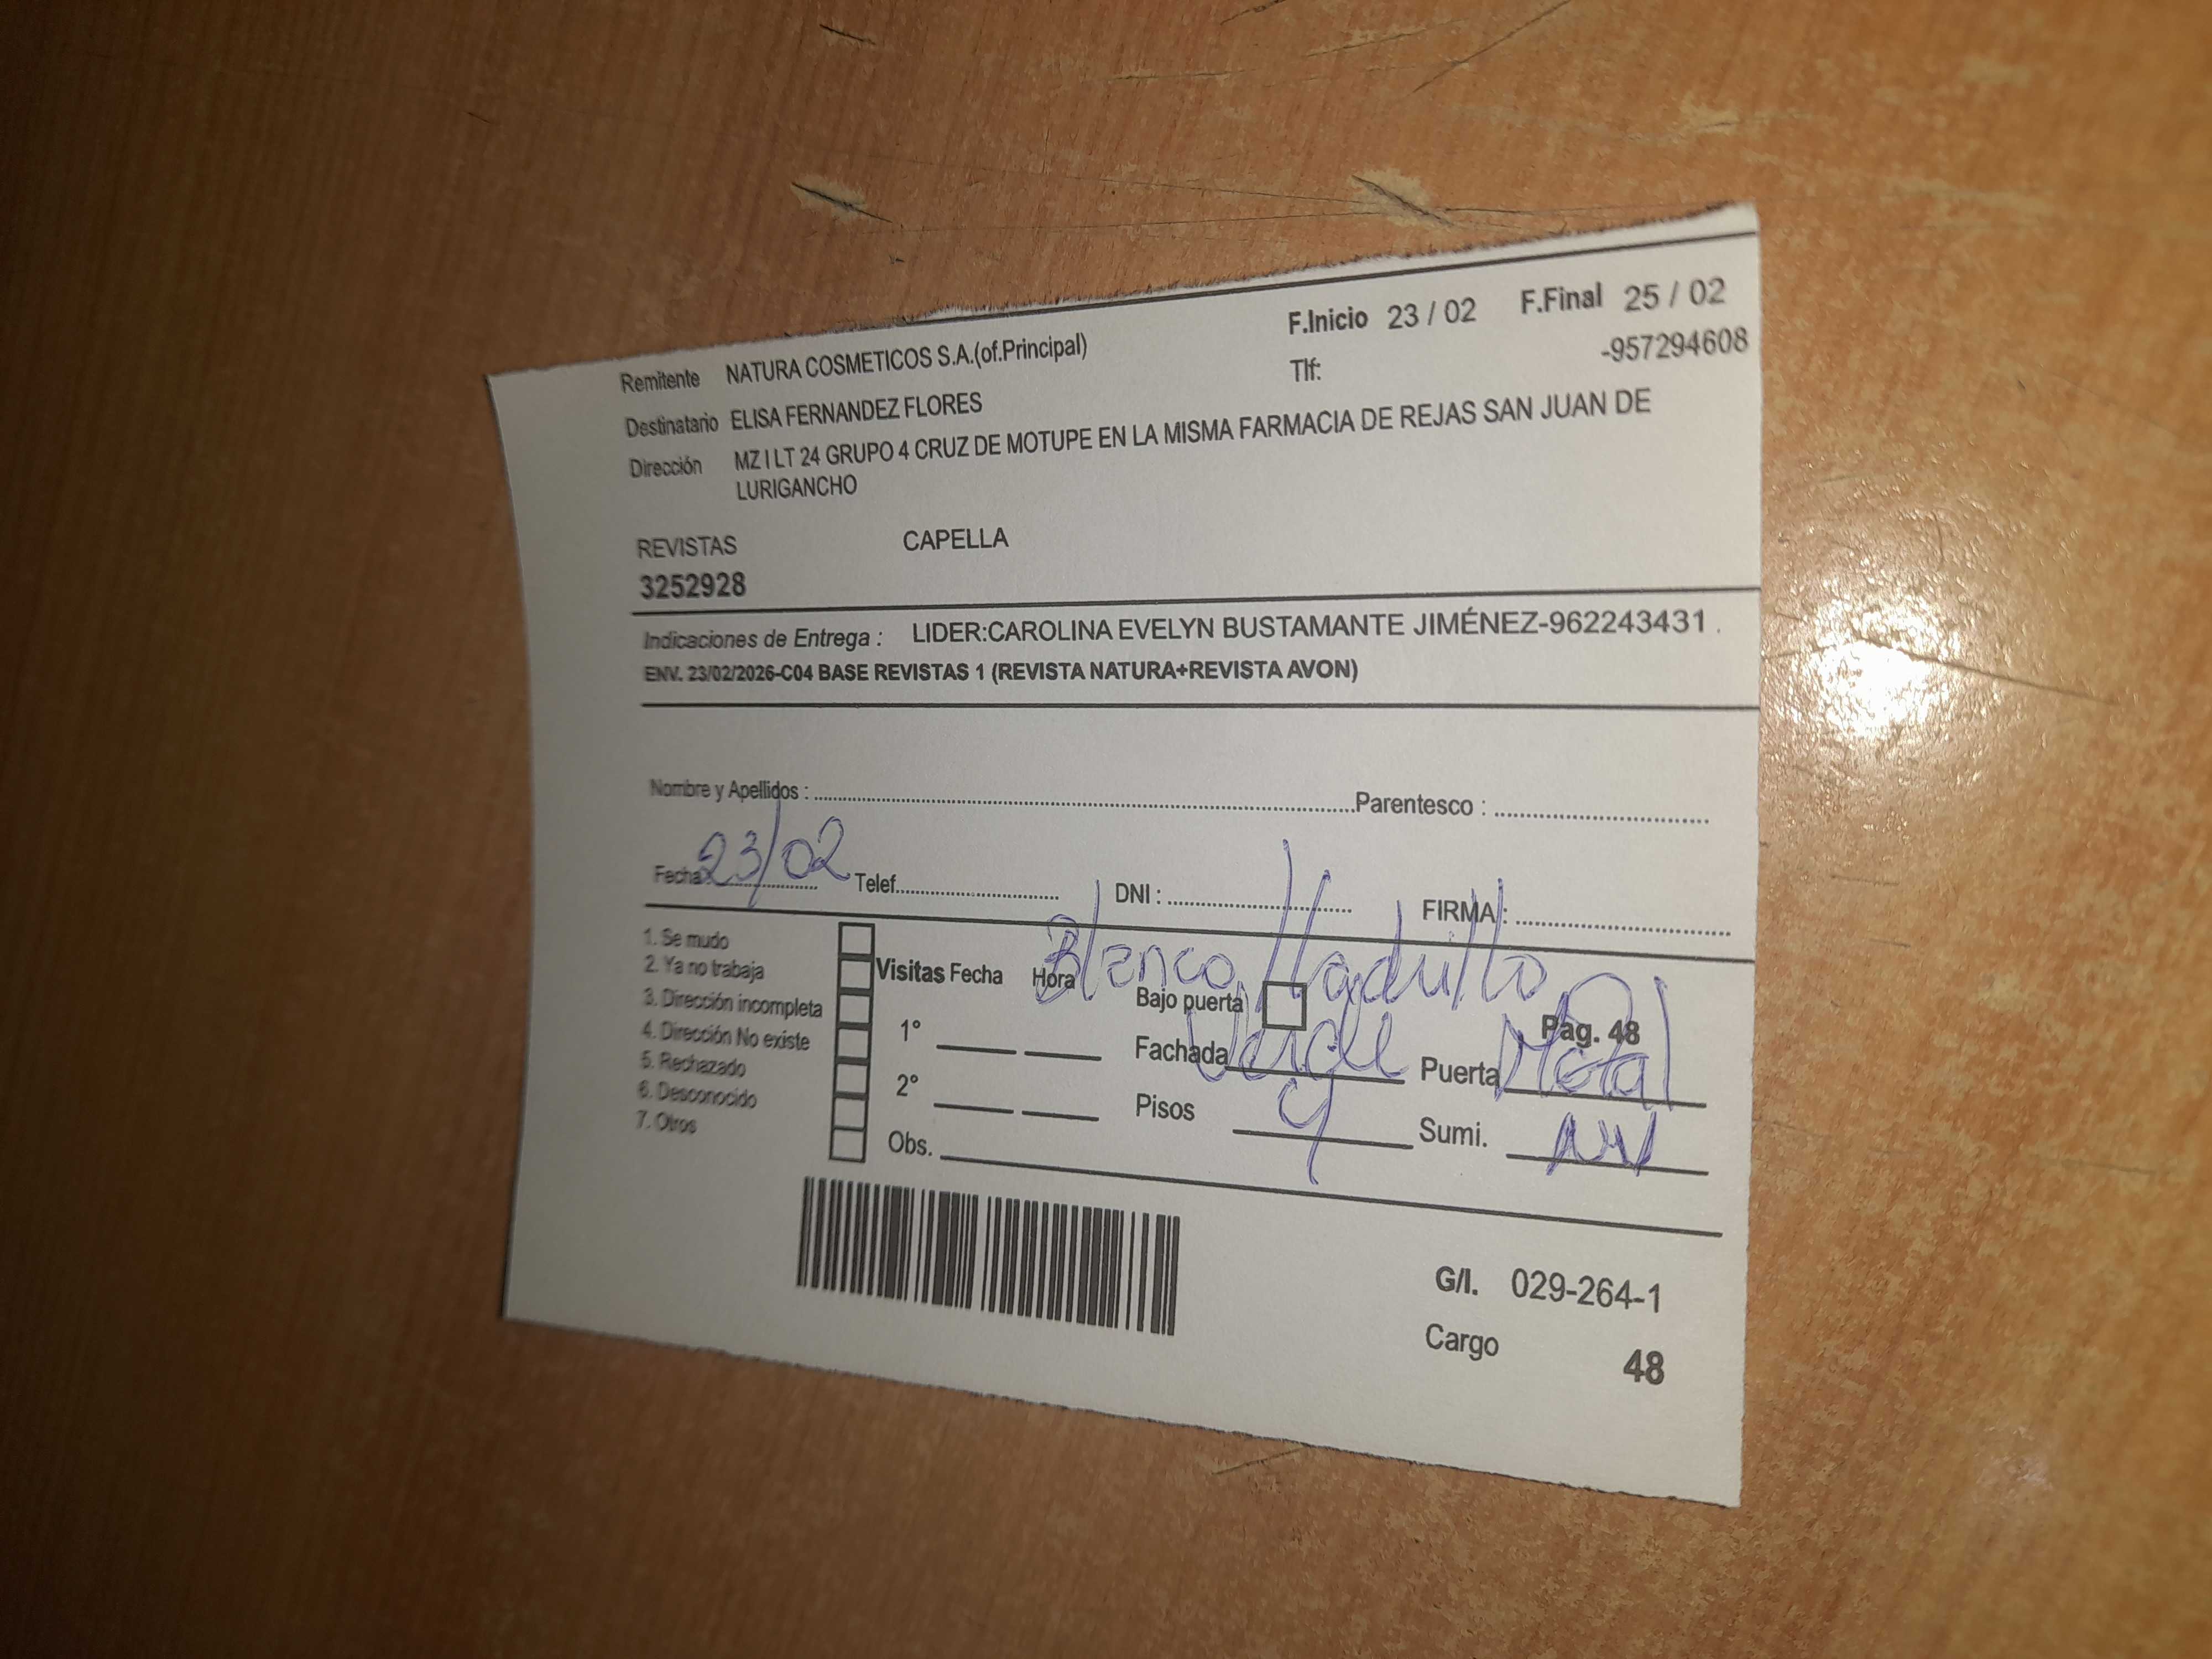 F.Inicio 23 / 02 F.Final 25 / 02
Remitente NATURA COSMETICOS S.A.(of.Principal) Tlf: -957294608
Destinatario ELISA FERNANDEZ FLORES
Dirección MZ I LT 24 GRUPO 4 CRUZ DE MOTUPE EN LA MISMA FARMACIA DE REJAS SAN JUAN DE
LURIGANCHO
REVISTAS CAPELLA
3252928
Indicaciones de Entrega : LIDER:CAROLINA EVELYN BUSTAMANTE JIMÉNEZ-962243431 .
ENV. 23/02/2026-C04 BASE REVISTAS 1 (REVISTA NATURA+REVISTA AVON)
Nombre y Apellidos : Parentesco :
Fecha 23/02 Telef. DNI : FIRMA :
1. Se mudo
2. Ya no trabaja
3. Dirección incompleta
4. Dirección No existe
5. Rechazado
6. Desconocido
7. Otros
Visitas Fecha Hora Blanco, ladrillo,
Bajo puerta Pag. 48
1° Fachada Puerta Metal
2° Pisos 4 Sumi.
Obs.
G/I. 029-264-1
Cargo 48